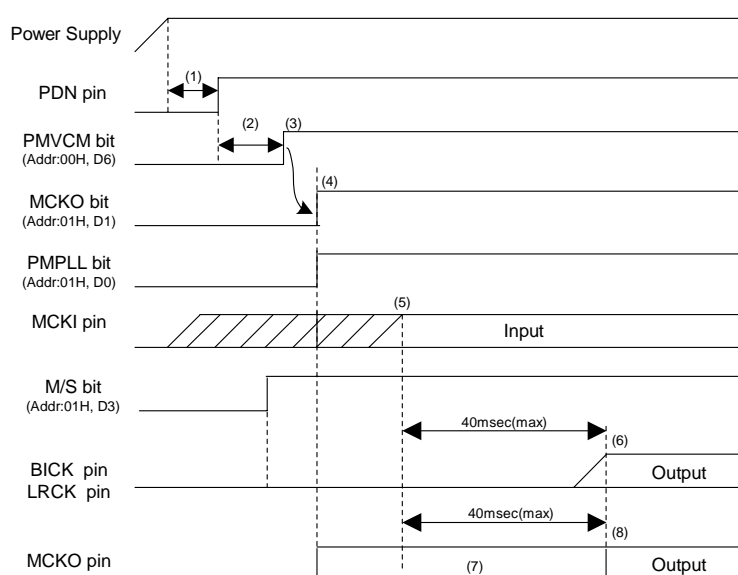 Power Supply
(1)
PDN pin
(2)
(3)
PMVCM bit
(Addr:00H, D6)
(4)
MCKO bit
(Addr:01H, D1)
PMPLL bit
(Addr:01H, D0)
(5)
MCKI pin
Input
M/S bit
(Addr:01H, D3)
40msec(max)
(6)
BICK pin
Output
LRCK pin
40msec(max)
(8)
MCKO pin
(7)
Output